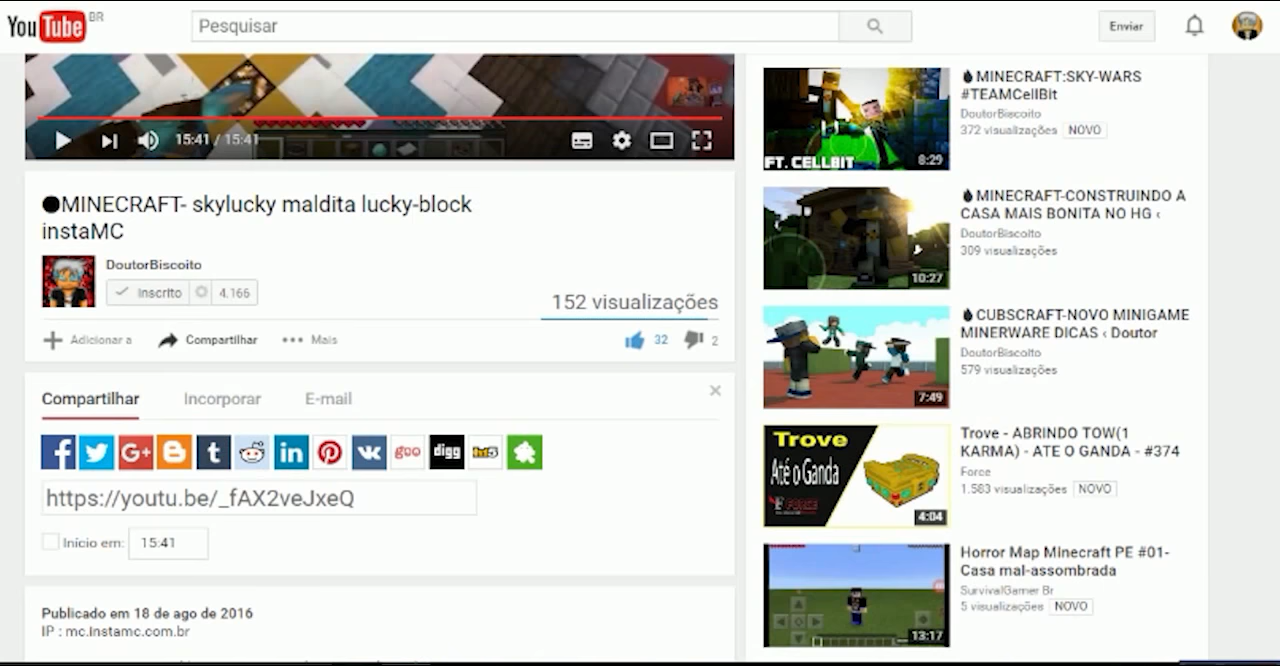 YouTube BR
Pesquisar
Enviar
15:41 / 15:41
●MINECRAFT- skylucky maldita lucky-block
instaMC
DoutorBiscoito
Inscrito 4.166
152 visualizações
Adicionar a Compartilhar Mais 32 2
Compartilhar Incorporar E-mail
goo digg
https://youtu.be/_fAX2veJxeQ
Início em: 15:41
Publicado em 18 de ago de 2016
IP : mc.Instamc.com.br
FT. CELLBIT 8:29
MINECRAFT:SKY-WARS
#TEAMCellBit
DoutorBiscoito
372 visualizações NOVO
10:27
MINECRAFT-CONSTRUINDO A
CASA MAIS BONITA NO HG ‹
DoutorBiscoito
309 visualizações
7:49
CUBSCRAFT-NOVO MINIGAME
MINERWARE DICAS ‹ Doutor
DoutorBiscoito
579 visualizações
Trove
Até o Ganda
FORCE
4:04
Trove - ABRINDO TOW(1
KARMA) - ATE O GANDA - #374
Force
1.583 visualizações NOVO
13:17
Horror Map Minecraft PE #01-
Casa mal-assombrada
SurvivalGamer Br
5 visualizações NOVO